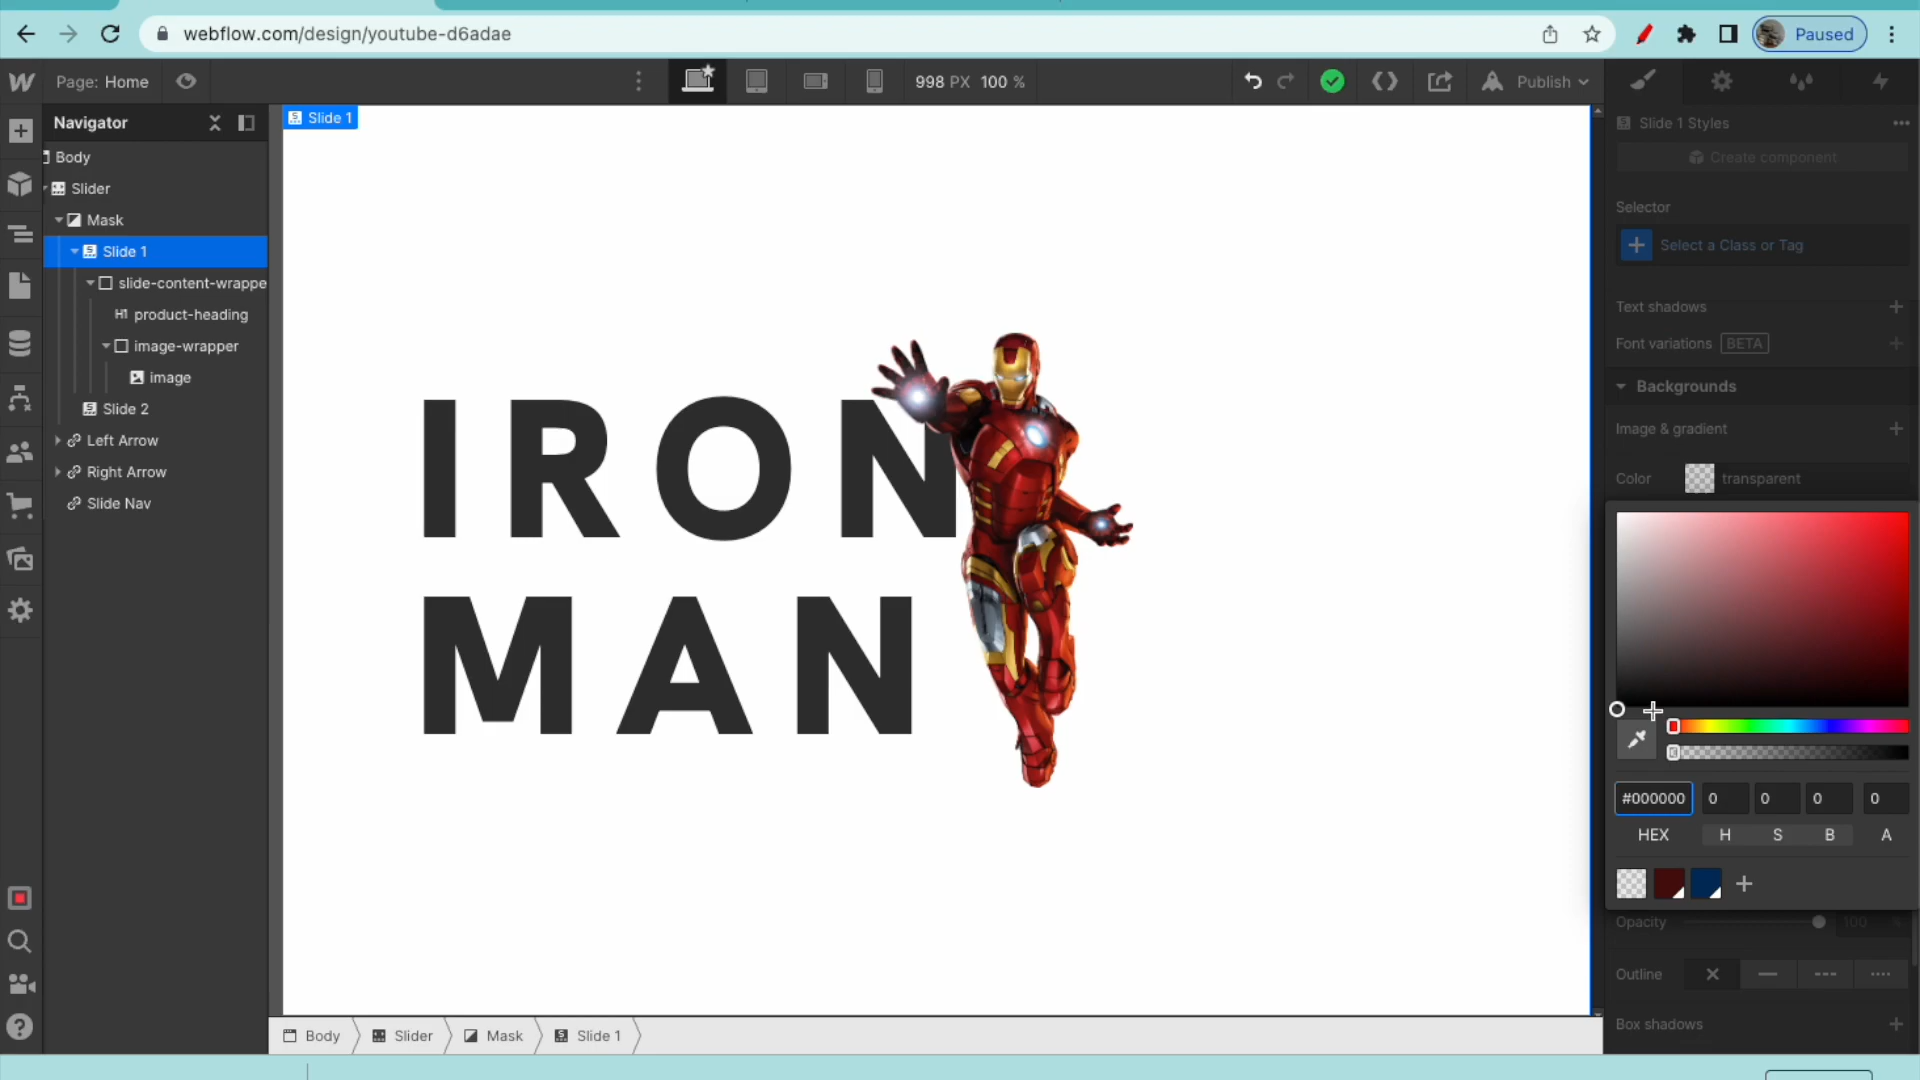 webflow.com/design/youtube-d6adae
Paused
Page: Home
998 PX 100 %
Publish
Navigator
Slide 1
Slide 1 Styles
Body
Create component
Slider
Mask
Selector
Slide 1
Select a Class or Tag
slide-content-wrappe
Text shadows
H1 product-heading
Font variations BETA
image-wrapper
Backgrounds
image
Slide 2
Image & gradient
Left Arrow
Right Arrow
Color transparent
Slide Nav
IRON
MAN
#000000 0 0 0 0
HEX H S B A
Opacity 100
Outline
Box shadows
Body Slider Mask Slide 1